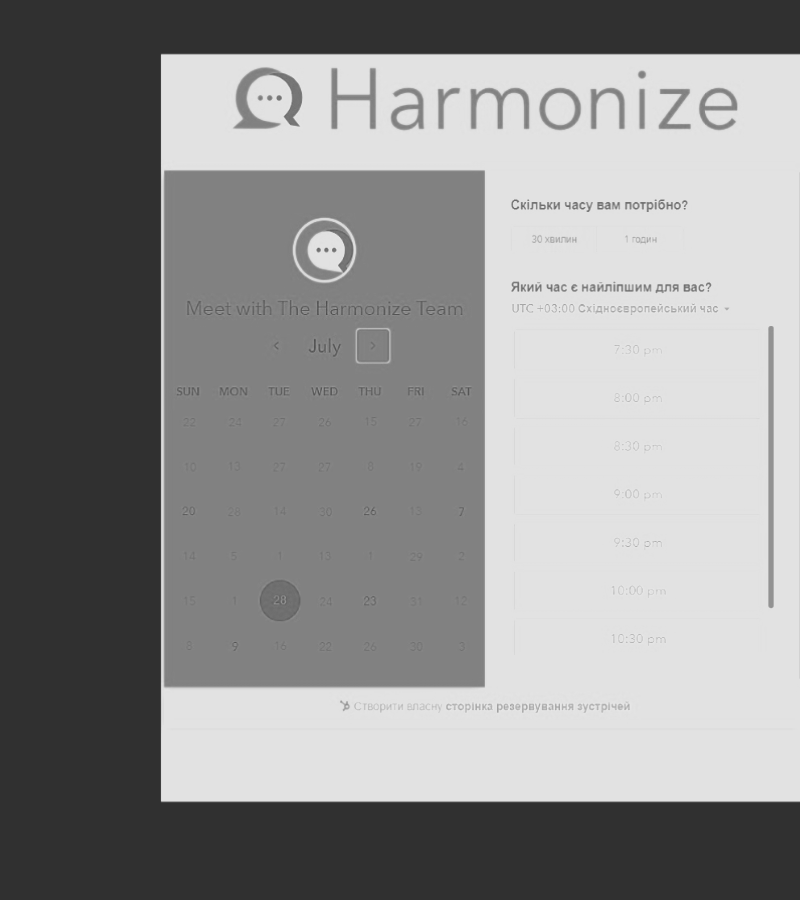 Harmonize
Meet with The Harmonize Team
July
SUN MON TUE WED THU FRI SAT
22 24 27 26 15 27 16
10 13 27 27 8 19 4
20 28 14 30 26 13 7
14 5 1 13 1 29 2
15 1 28 24 23 31 12
8 9 16 22 26 30 3
Скільки часу вам потрібно?
30 хвилин 1 годин
Який час є найліпшим для вас?
UTC +03:00 Східноєвропейський час
7:30 pm
8:00 pm
8:30 pm
9:00 pm
9:30 pm
10:00 pm
10:30 pm
Створити власну сторінка резервування зустрічей